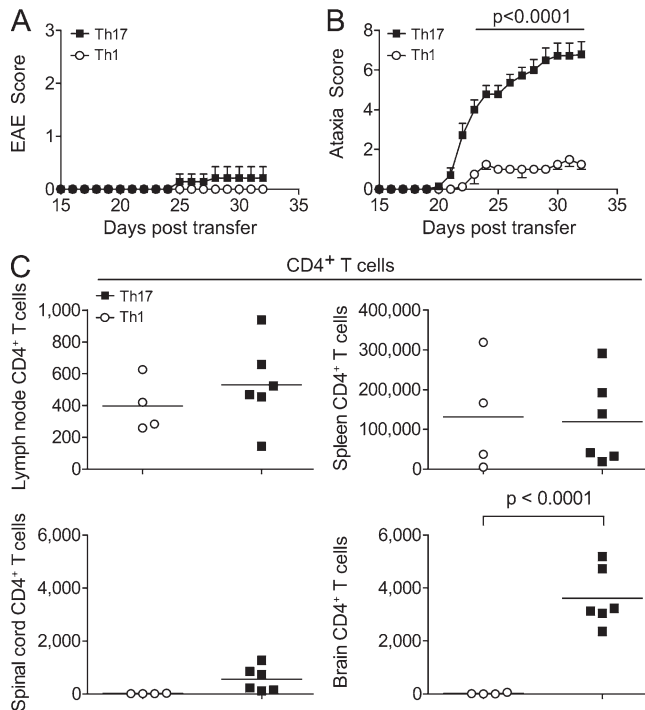 A
Th17
Th1
EAE Score
3
2
1
0
15 20 25 30 35
Days post transfer
B
p<0.0001
Th17
Th1
Ataxia Score
8
6
4
2
0
15 20 25 30 35
Days post transfer
C
CD4⁺ T cells
Th17
Th1
Lymph node CD4⁺ T cells
1,000
800
600
400
200
0
Spleen CD4⁺ T cells
400,000
300,000
200,000
100,000
0
Spinal cord CD4⁺ T cells
6,000
4,000
2,000
0
p < 0.0001
Brain CD4⁺ T cells
6,000
4,000
2,000
0